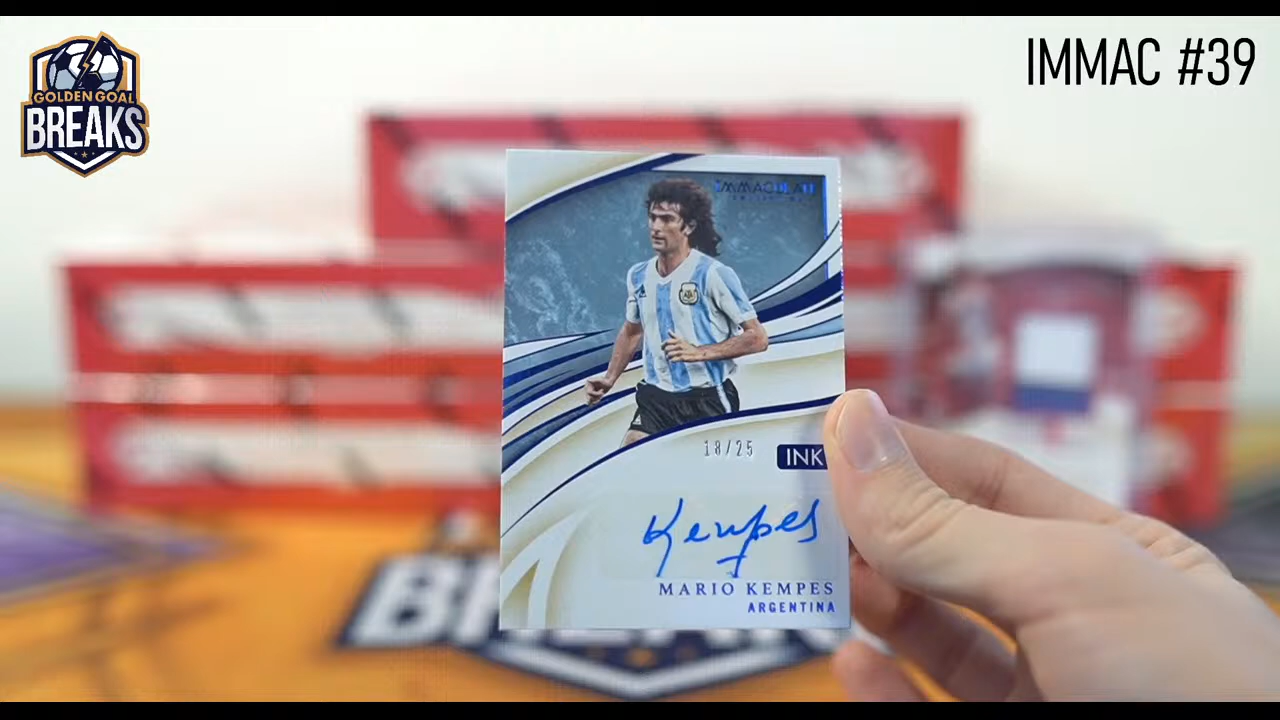 GOLDEN GOAL
BREAKS
IMMAC #39
IMMACULATE
18/25
INK
Kempes
MARIO KEMPES
ARGENTINA